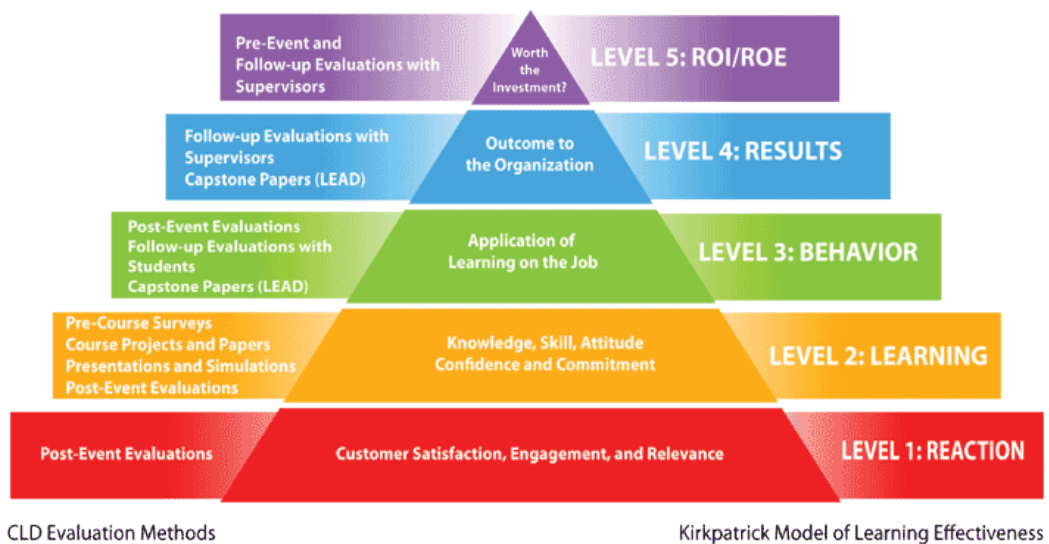 Pre-Event and
Follow-up Evaluations with
Supervisors
Worth
the
Investment?
LEVEL 5: ROI/ROE
Follow-up Evaluations with
Supervisors
Capstone Papers (LEAD)
Outcome to
the Organization
LEVEL 4: RESULTS
Post-Event Evaluations
Follow-up Evaluations with
Students
Capstone Papers (LEAD)
Application of
Learning on the Job
LEVEL 3: BEHAVIOR
Pre-Course Surveys
Course Projects and Papers
Presentations and Simulations
Post-Event Evaluations
Knowledge, Skill, Attitude
Confidence and Commitment
LEVEL 2: LEARNING
Post-Event Evaluations
Customer Satisfaction, Engagement, and Relevance
LEVEL 1: REACTION
CLD Evaluation Methods
Kirkpatrick Model of Learning Effectiveness